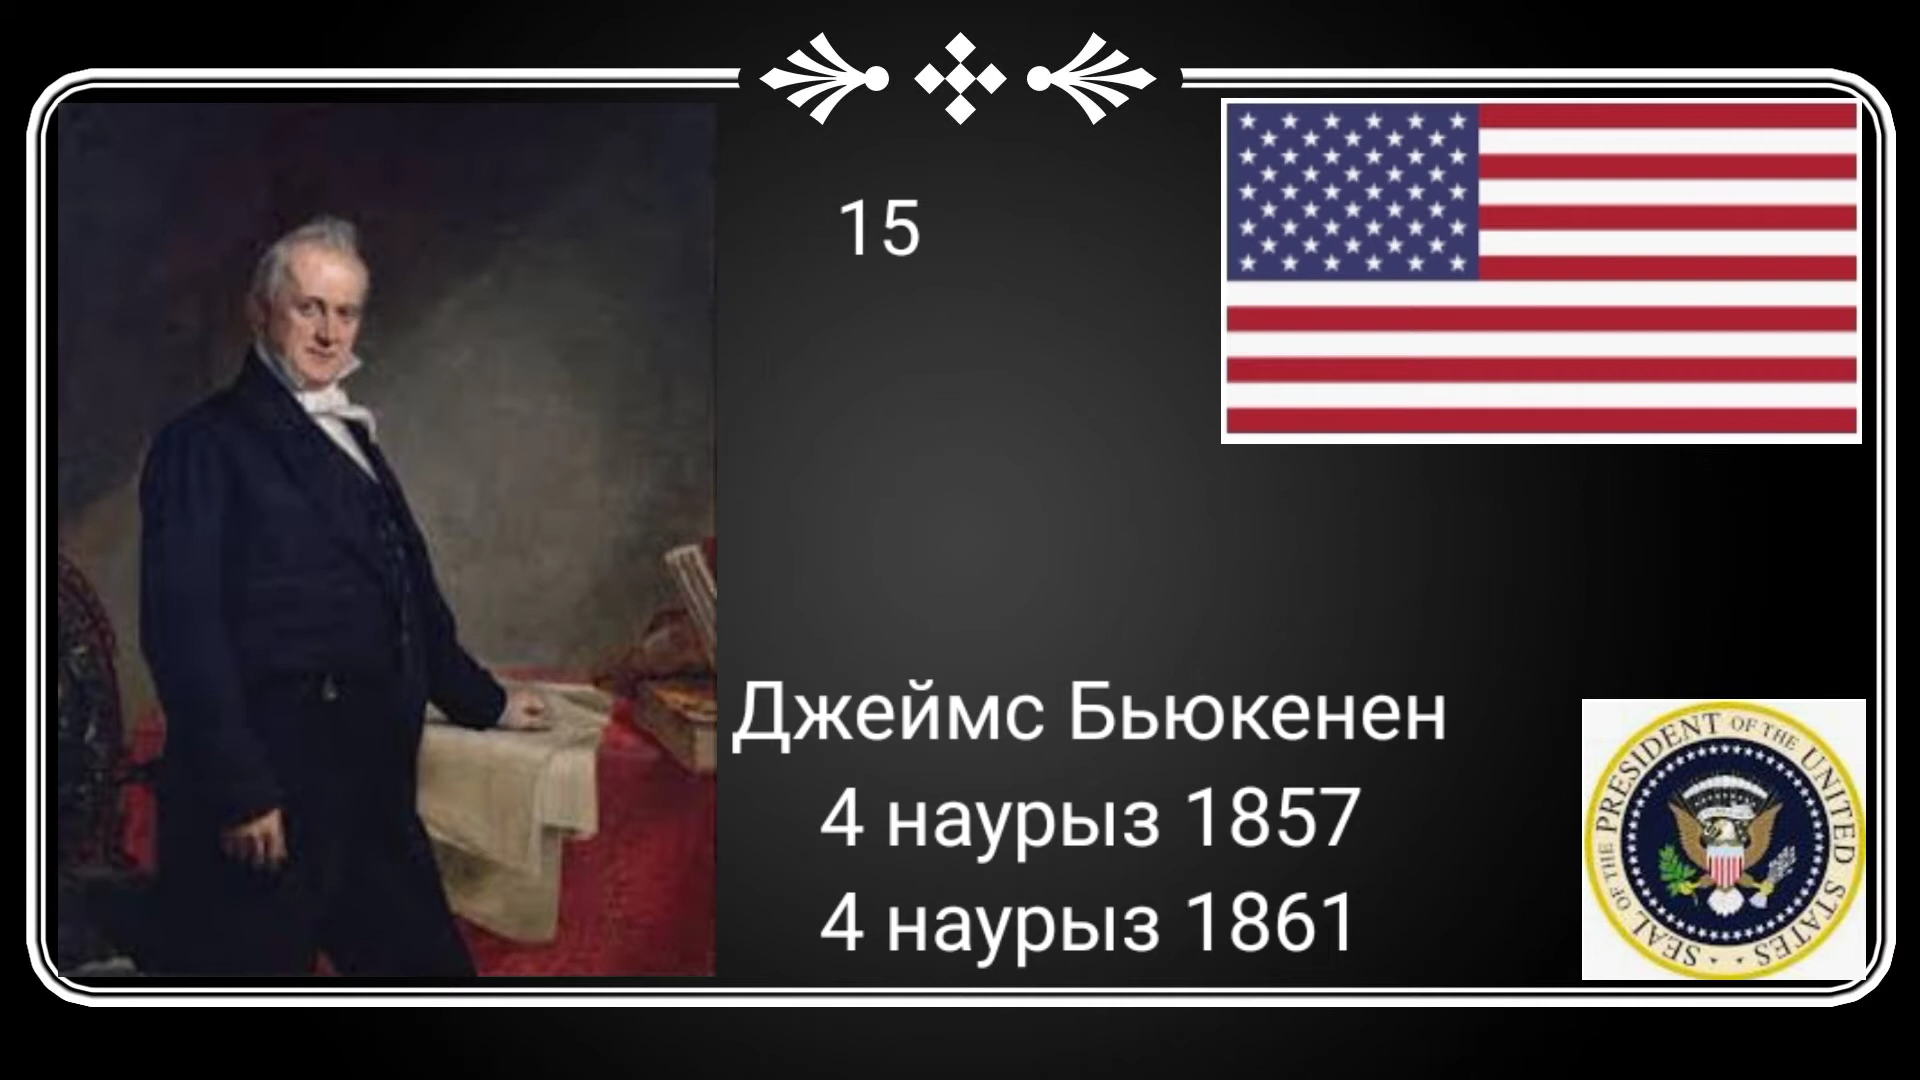 15
Джеймс Бьюкенен
4 наурыз 1857
4 наурыз 1861
SEAL OF THE PRESIDENT OF THE UNITED STATES